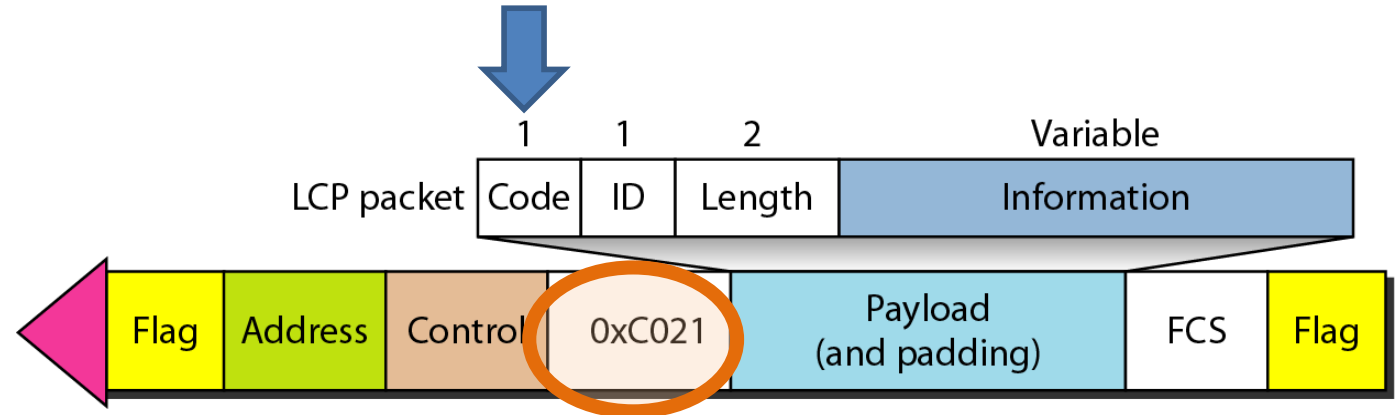 1 1 2 Variable
LCP packet Code ID Length Information
Flag Address Control 0xC021 Payload (and padding) FCS Flag